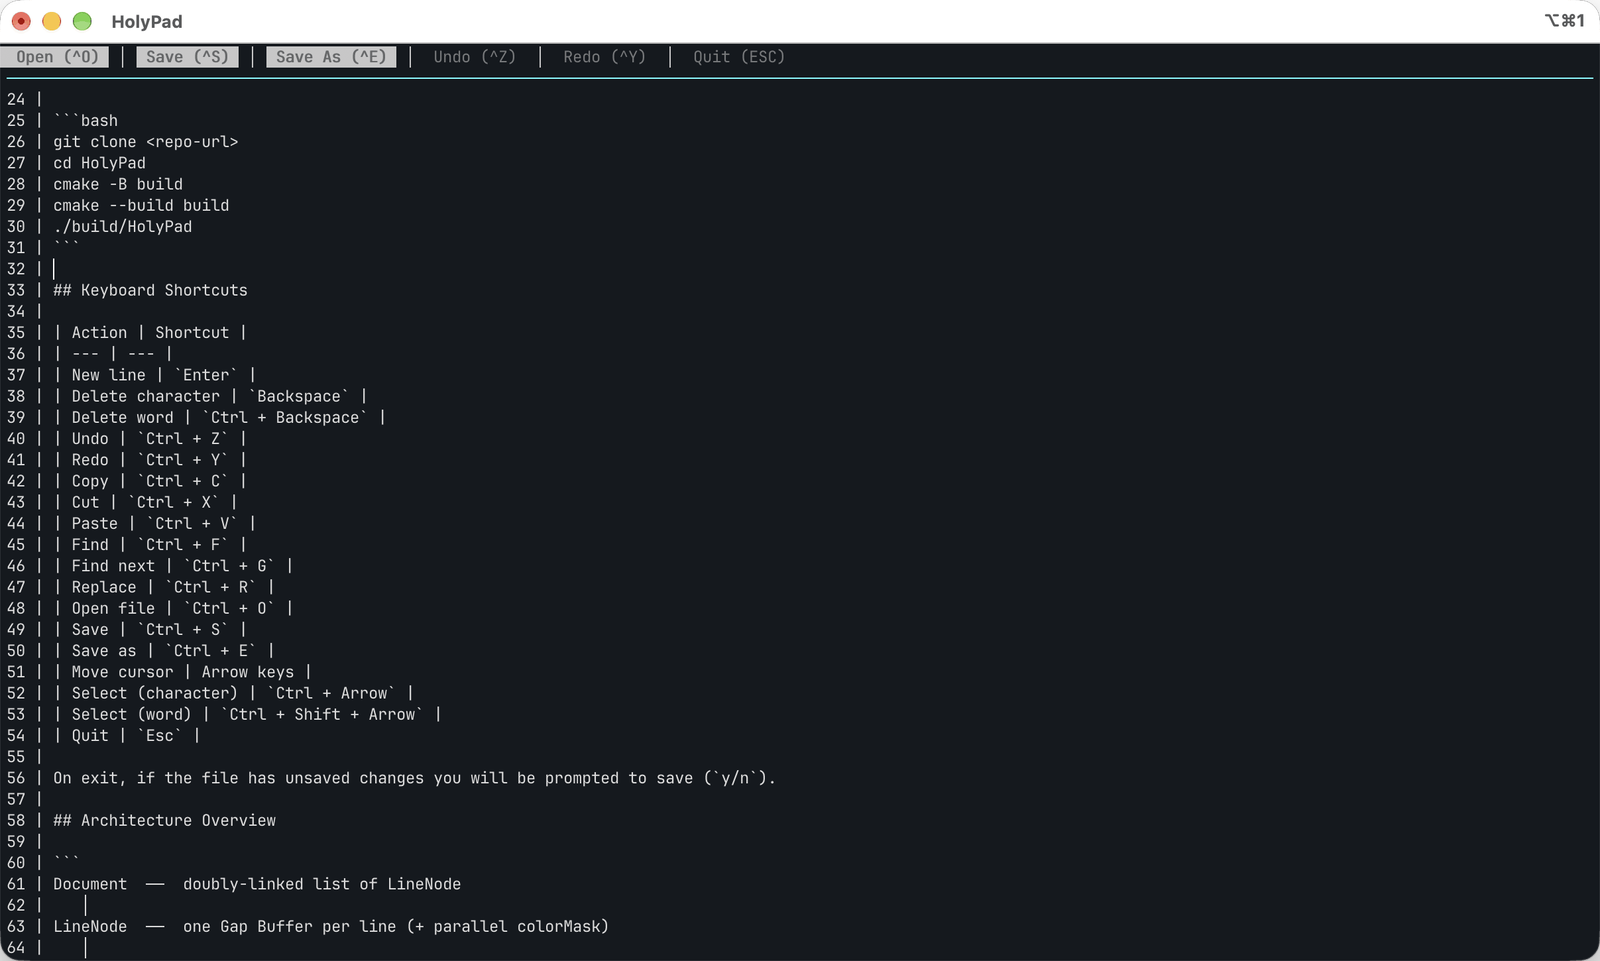 HolyPad ⌥⌘1
Open (^O) | Save (^S) | Save As (^E) | Undo (^Z) | Redo (^Y) | Quit (ESC)
24 |
25 | ```bash
26 | git clone <repo-url>
27 | cd HolyPad
28 | cmake -B build
29 | cmake --build build
30 | ./build/HolyPad
31 | ```
32 |
33 | ## Keyboard Shortcuts
34 |
35 | | Action | Shortcut |
36 | | --- | --- |
37 | | New line | `Enter` |
38 | | Delete character | `Backspace` |
39 | | Delete word | `Ctrl + Backspace` |
40 | | Undo | `Ctrl + Z` |
41 | | Redo | `Ctrl + Y` |
42 | | Copy | `Ctrl + C` |
43 | | Cut | `Ctrl + X` |
44 | | Paste | `Ctrl + V` |
45 | | Find | `Ctrl + F` |
46 | | Find next | `Ctrl + G` |
47 | | Replace | `Ctrl + R` |
48 | | Open file | `Ctrl + O` |
49 | | Save | `Ctrl + S` |
50 | | Save as | `Ctrl + E` |
51 | | Move cursor | Arrow keys |
52 | | Select (character) | `Ctrl + Arrow` |
53 | | Select (word) | `Ctrl + Shift + Arrow` |
54 | | Quit | `Esc` |
55 |
56 | On exit, if the file has unsaved changes you will be prompted to save (`y/n`).
57 |
58 | ## Architecture Overview
59 |
60 | ```
61 | Document  ──  doubly-linked list of LineNode
62 |    │
63 | LineNode  ──  one Gap Buffer per line (+ parallel colorMask)
64 |    │